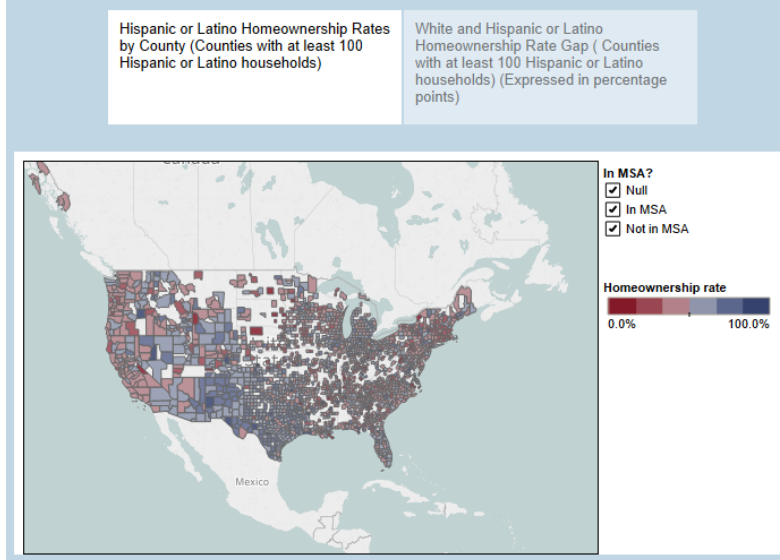 Hispanic or Latino Homeownership Rates
by County (Counties with at least 100
Hispanic or Latino households)
White and Hispanic or Latino
Homeownership Rate Gap ( Counties
with at least 100 Hispanic or Latino
households) (Expressed in percentage
points)
Canada
In MSA?
Null
In MSA
Not in MSA
Homeownership rate
0.0% 100.0%
Mexico